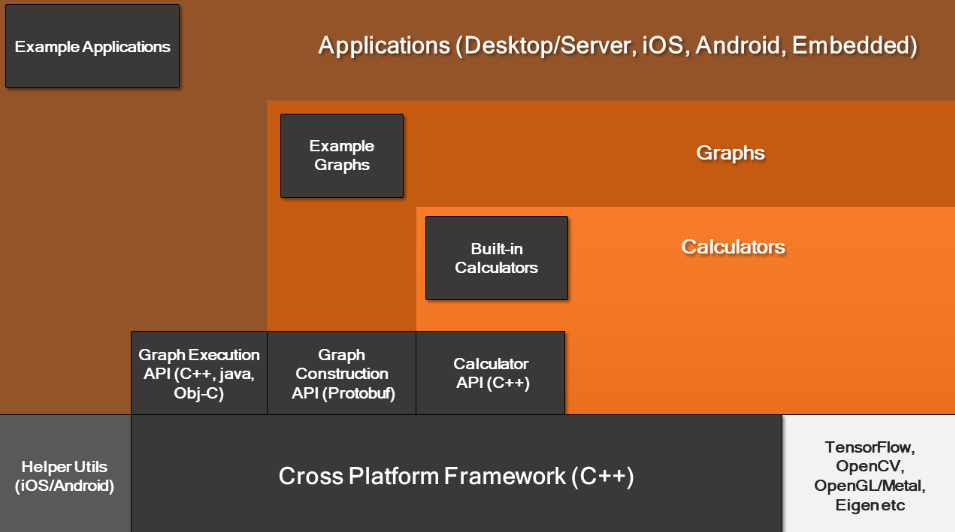 Example Applications
Applications (Desktop/Server, iOS, Android, Embedded)
Example
Graphs
Graphs
Built-in
Calculators
Calculators
Graph Execution
API (C++, java,
Obj-C)
Graph
Construction
API (Protobuf)
Calculator
API (C++)
Helper Utils
(iOS/Android)
Cross Platform Framework (C++)
TensorFlow,
OpenCV,
OpenGL/Metal,
Eigen etc